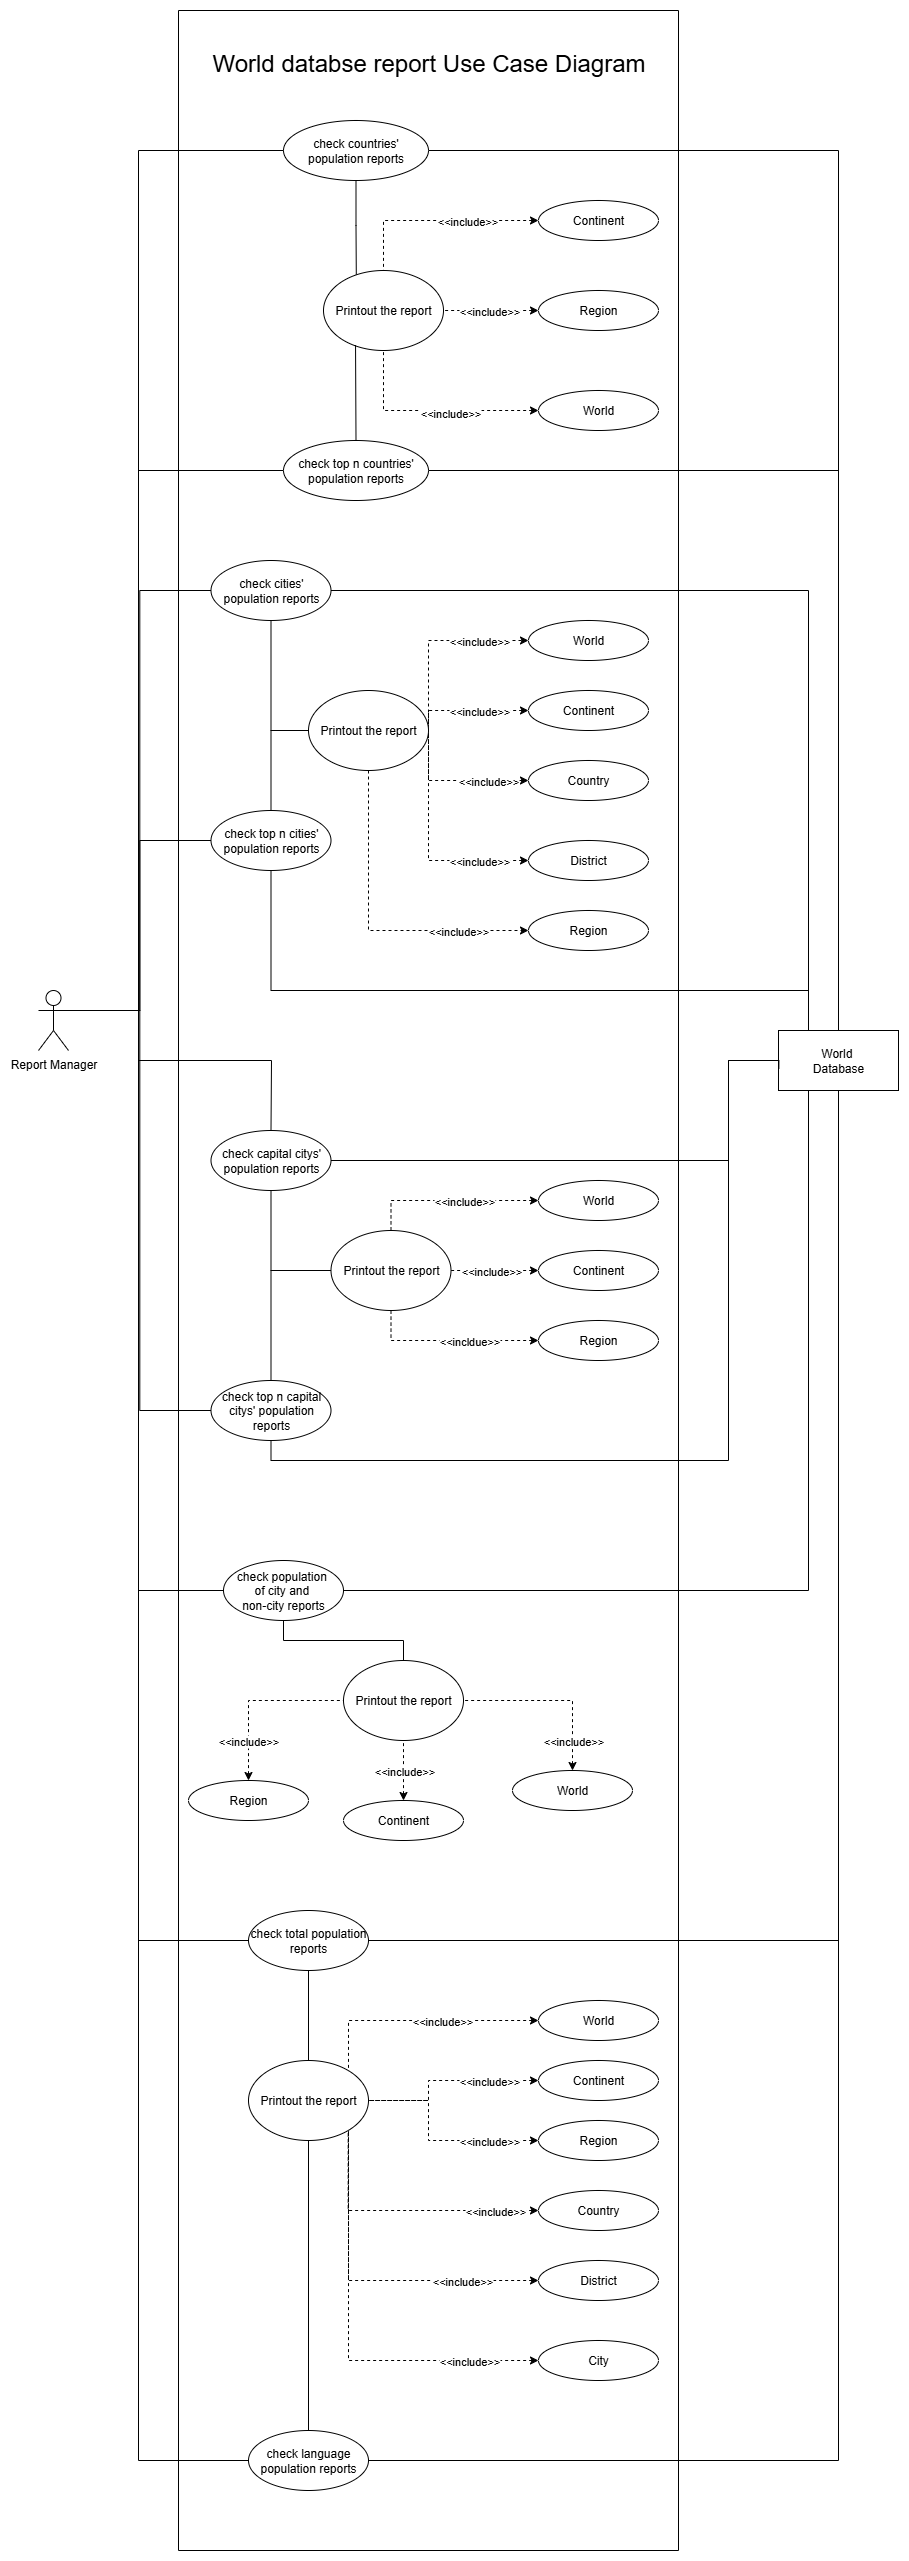 World databse report Use Case Diagram
check countries'
population reports
<<include>>
Continent
Printout the report
<<include>>
Region
<<include>>
World
check top n countries'
population reports
check cities'
population reports
<<include>>
World
<<include>>
Continent
Printout the report
<<include>>
Country
check top n cities'
population reports
<<include>>
District
<<include>>
Region
Report Manager
World
Database
check capital citys'
population reports
<<include>>
World
Printout the report
<<include>>
Continent
<<incldue>>
Region
check top n capital
citys' population
reports
check population
of city and
non-city reports
Printout the report
<<include>>
<<include>>
<<include>>
Region
Continent
World
check total population
reports
<<include>>
World
<<include>>
Continent
Printout the report
<<include>>
Region
<<include>>
Country
<<include>>
District
<<include>>
City
check language
population reports